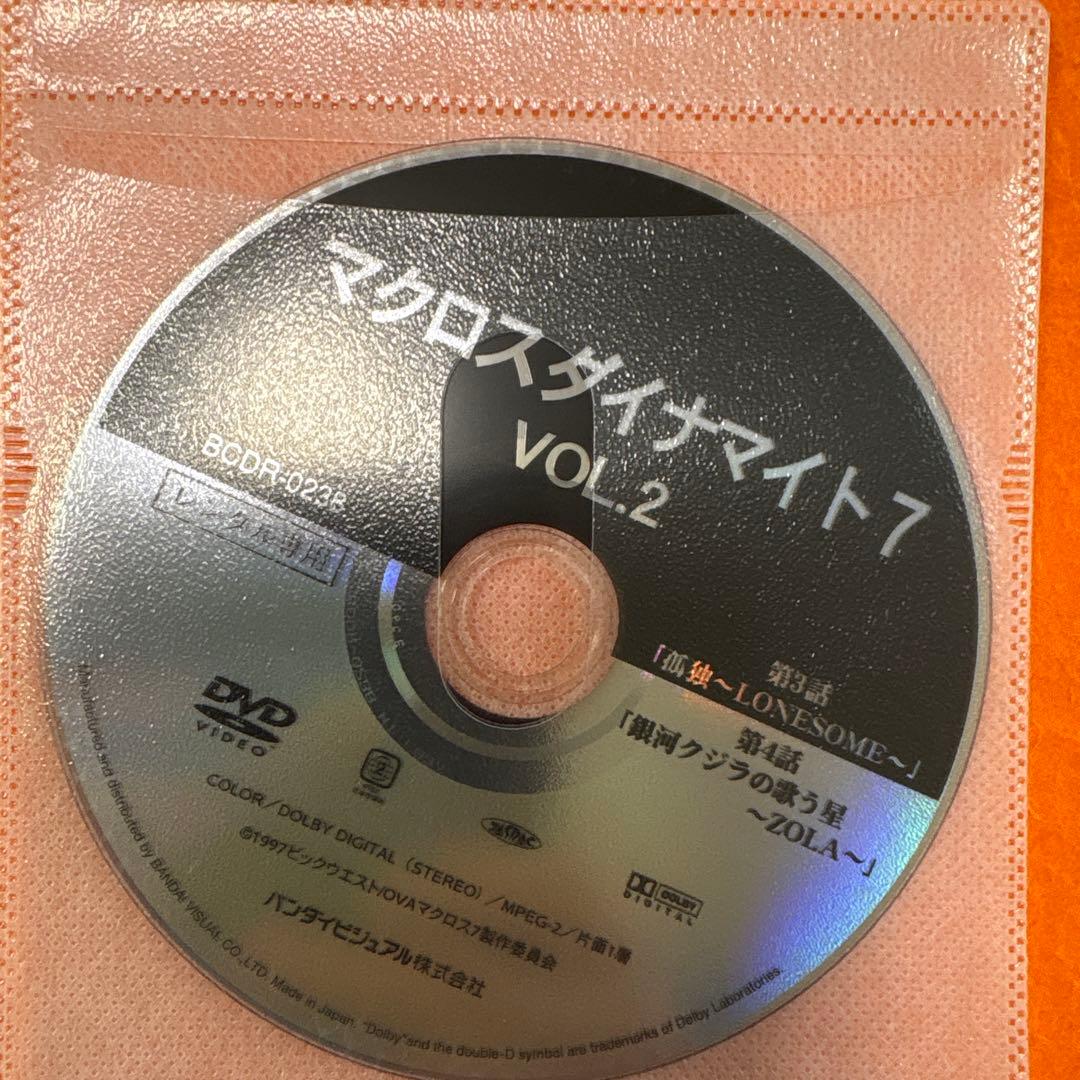 マクロスダイナマイト7
VOL.2
レンタル専用
第3話
「孤独～LONESOME～」
第4話
「銀河クジラの歌う星
～ZOLA～」
DVD
VIDEO
COLOR／DOLBY DIGITAL（STEREO）／MPEG-2／片面1層
©1997ビックウエスト/OVAマクロス7製作委員会
バンダイビジュアル株式会社
DOLBY
DIGITAL
Manufactured and distributed by BANDAI VISUAL CO.,LTD. Made in Japan. "Dolby" and the double-D symbol are trademarks of Dolby Laboratories.